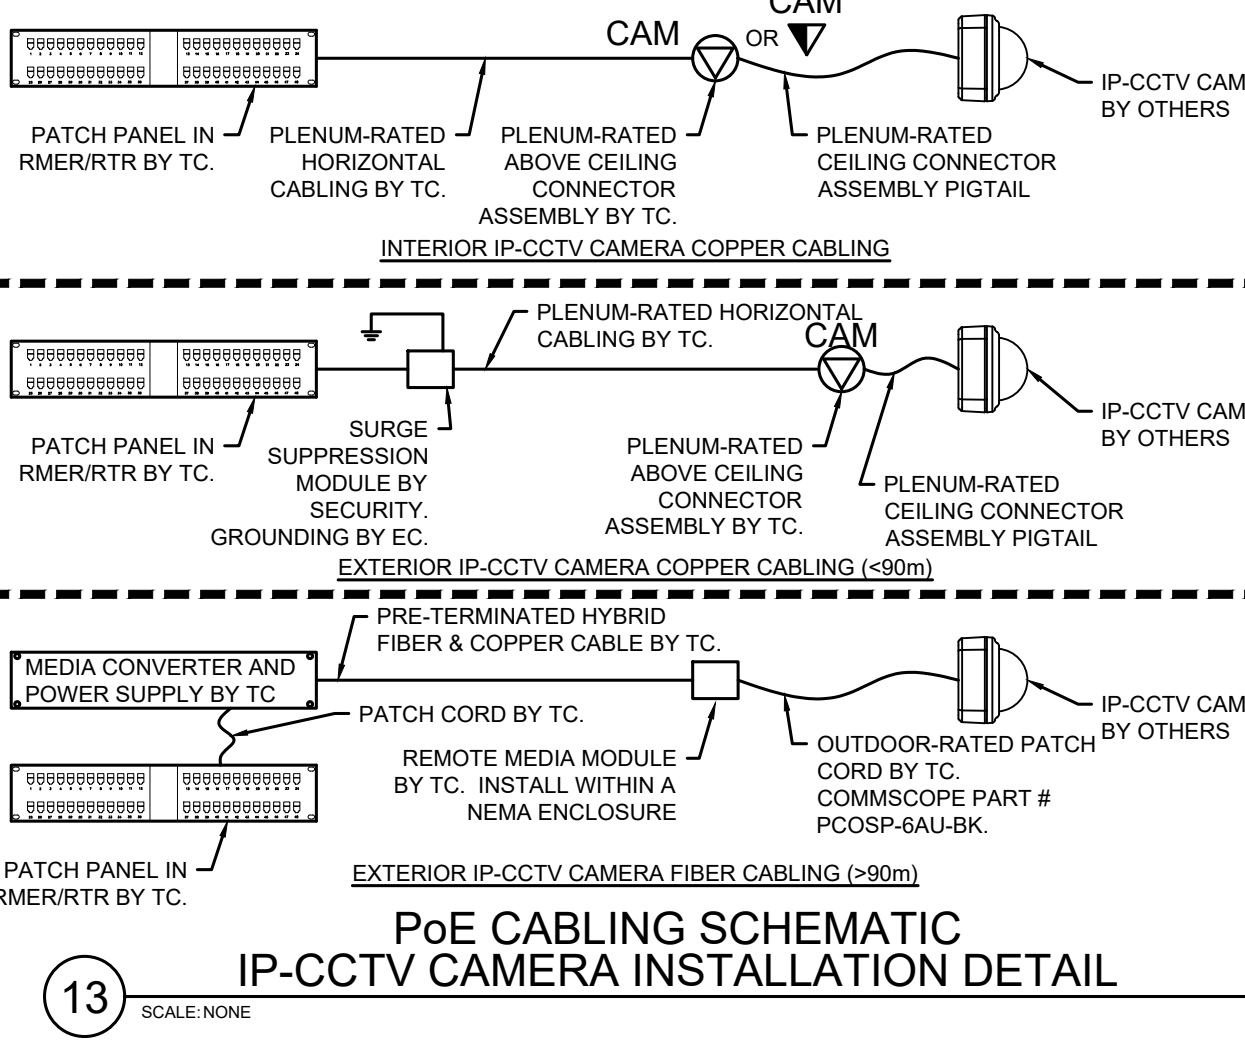 CAM
CAM
OR
IP-CCTV CAM
BY OTHERS
PATCH PANEL IN
RMER/RTR BY TC.
PLENUM-RATED
HORIZONTAL
CABLING BY TC.
PLENUM-RATED
ABOVE CEILING
CONNECTOR
ASSEMBLY BY TC.
PLENUM-RATED
CEILING CONNECTOR
ASSEMBLY PIGTAIL
INTERIOR IP-CCTV CAMERA COPPER CABLING
PLENUM-RATED HORIZONTAL
CABLING BY TC.
CAM
IP-CCTV CAM
BY OTHERS
PATCH PANEL IN
RMER/RTR BY TC.
SURGE
SUPPRESSION
MODULE BY
SECURITY.
GROUNDING BY EC.
PLENUM-RATED
ABOVE CEILING
CONNECTOR
ASSEMBLY BY TC.
PLENUM-RATED
CEILING CONNECTOR
ASSEMBLY PIGTAIL
EXTERIOR IP-CCTV CAMERA COPPER CABLING (<90m)
PRE-TERMINATED HYBRID
FIBER & COPPER CABLE BY TC.
MEDIA CONVERTER AND
POWER SUPPLY BY TC
PATCH CORD BY TC.
IP-CCTV CAM
BY OTHERS
REMOTE MEDIA MODULE
BY TC. INSTALL WITHIN A
NEMA ENCLOSURE
OUTDOOR-RATED PATCH
CORD BY TC.
COMMSCOPE PART #
PCOSP-6AU-BK.
PATCH PANEL IN
RMER/RTR BY TC.
EXTERIOR IP-CCTV CAMERA FIBER CABLING (>90m)
PoE CABLING SCHEMATIC
IP-CCTV CAMERA INSTALLATION DETAIL
13
SCALE: NONE